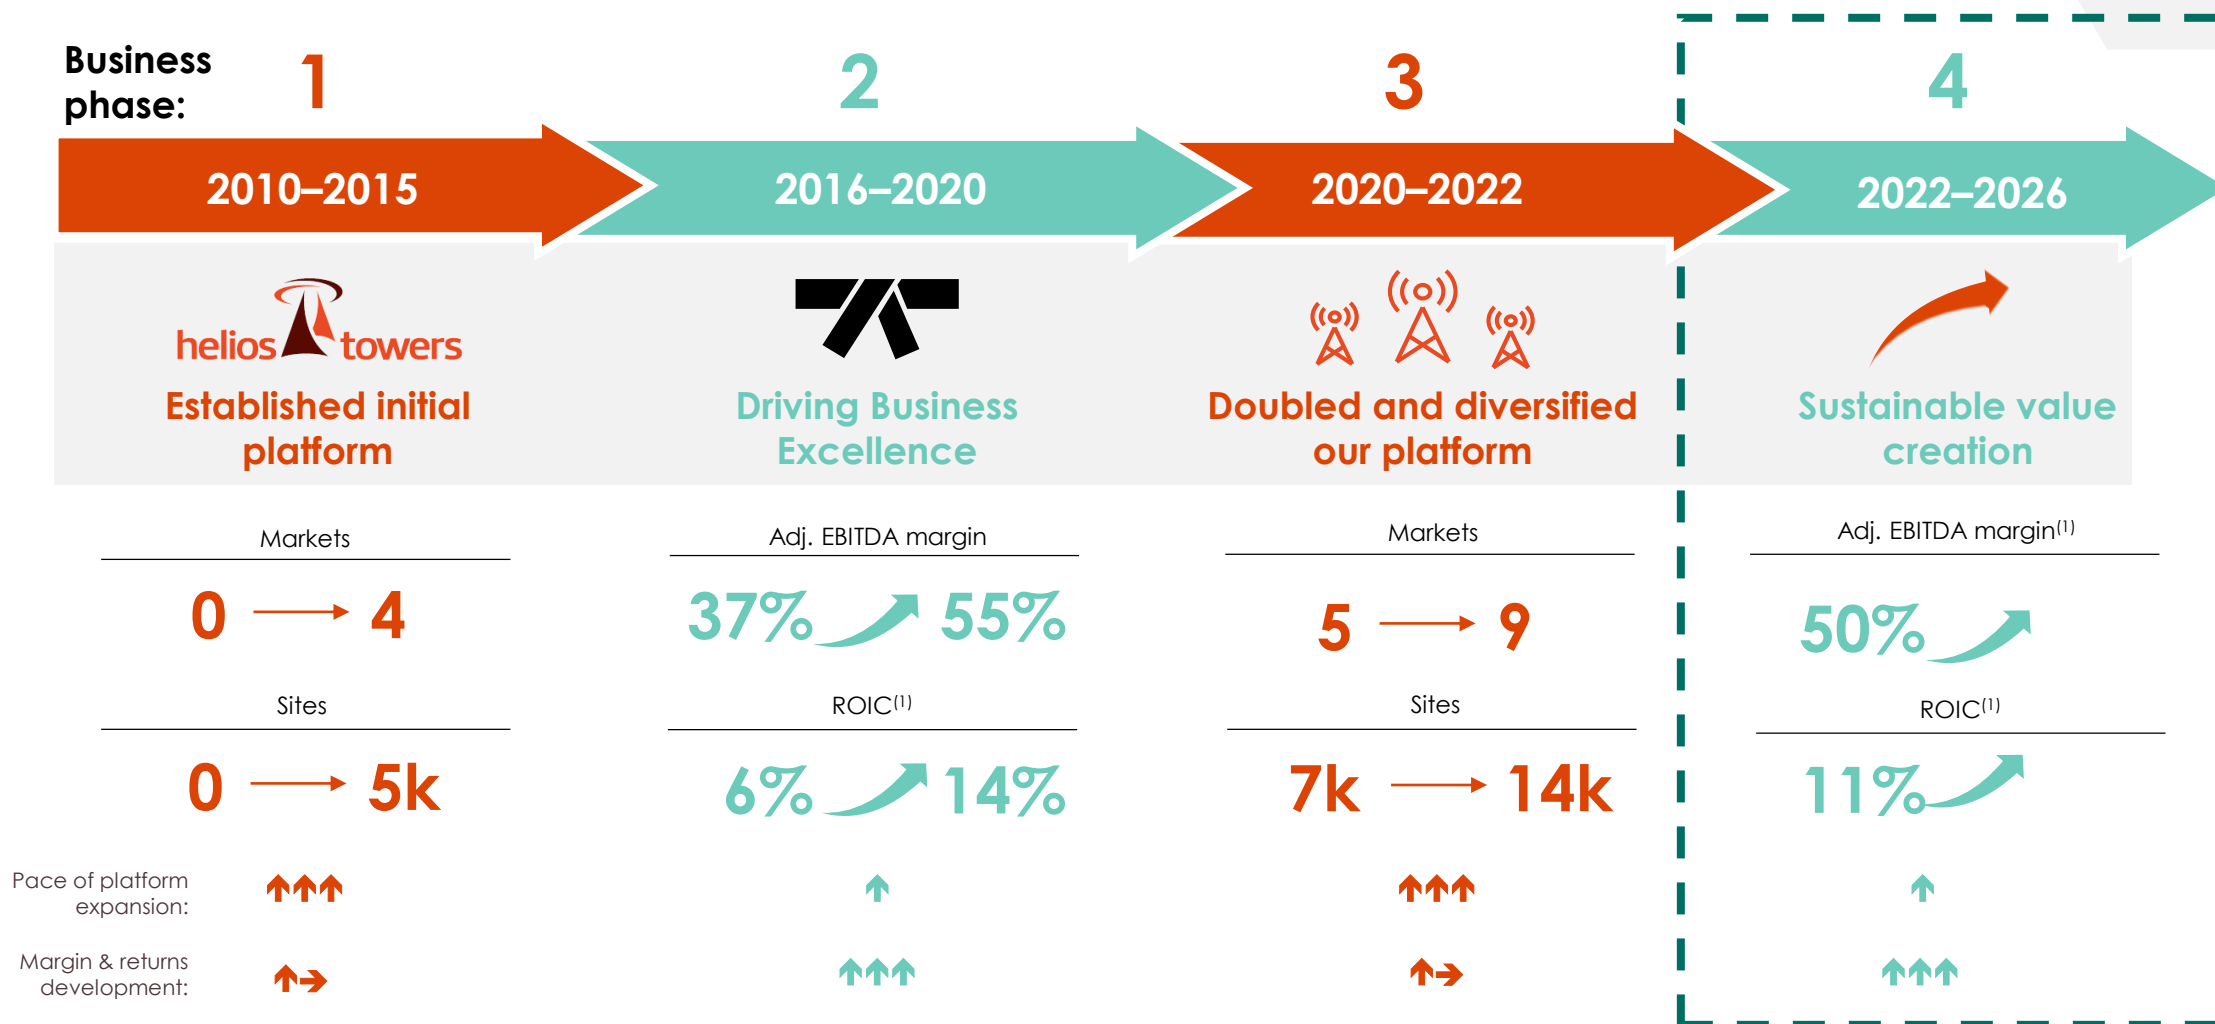 Business
phase:
1
2
3
4
2010–2015
2016–2020
2020–2022
2022–2026
helios towers
Established initial
platform
Driving Business
Excellence
Doubled and diversified
our platform
Sustainable value
creation
Markets
0
4
Sites
0
5k
Adj. EBITDA margin
37%
55%
ROIC(1)
6%
14%
Markets
5
9
Sites
7k
14k
Adj. EBITDA margin(1)
50%
ROIC(1)
11%
Pace of platform
expansion:
Margin & returns
development: